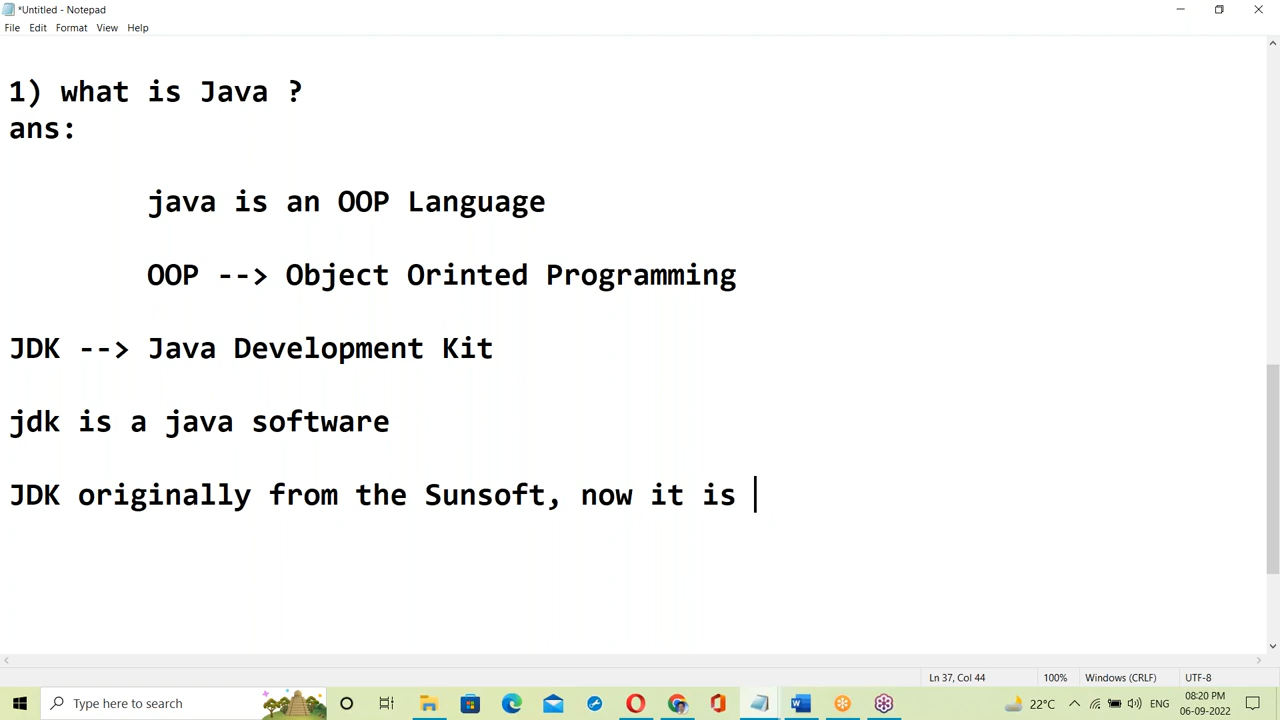 *Untitled - Notepad
File Edit Format View Help
1) what is Java ?
ans:
java is an OOP Language
OOP --> Object Orinted Programming
JDK --> Java Development Kit
jdk is a java software
JDK originally from the Sunsoft, now it is
Ln 37, Col 44 100% Windows (CRLF) UTF-8
Type here to search
22°C ENG
08:20 PM
06-09-2022